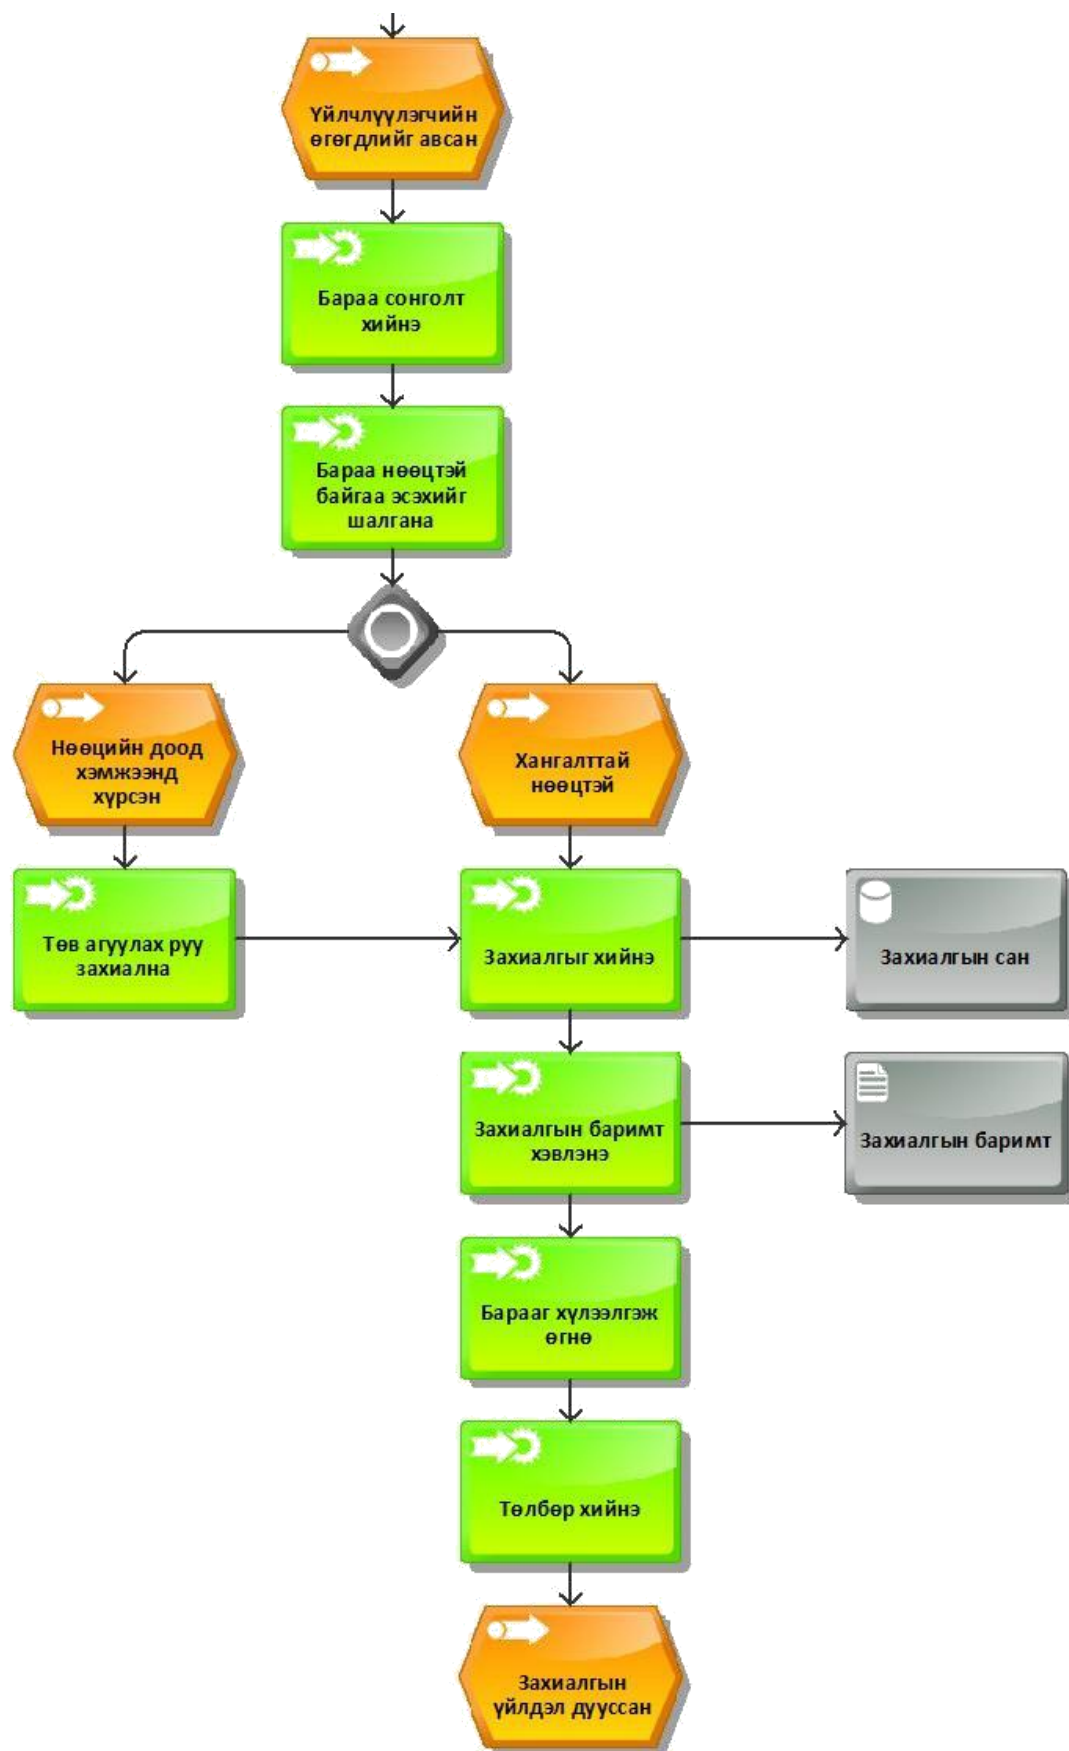 Үйлчлүүлэгчийн
өгөгдлийг авсан
Бараа сонголт
хийнэ
Бараа нөөцтэй
байгаа эсэхийг
шалгана
Нөөцийн доод
хэмжээнд
хүрсэн
Хангалттай
нөөцтэй
Төв агуулах руу
захиална
Захиалгыг хийнэ
Захиалгын сан
Захиалгын баримт
хэвлэнэ
Захиалгын баримт
Барааг хүлээлгэж
өгнө
Төлбөр хийнэ
Захиалгын
үйлдэл дууссан